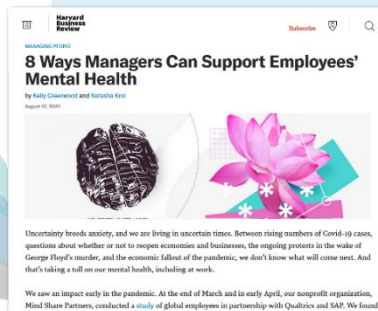 Harvard
Business
Review
Subscribe
MANAGING PEOPLE
8 Ways Managers Can Support Employees'
Mental Health
by Kelly Greenwood and Natasha Krol
August 07, 2020
Uncertainty breeds anxiety, and we are living in uncertain times. Between rising numbers of Covid-19 cases,
questions about whether or not to reopen economies and businesses, the ongoing protests in the wake of
George Floyd's murder, and the economic fallout of the pandemic, we don't know what will come next. And
that's taking a toll on our mental health, including at work.
We saw an impact early in the pandemic. At the end of March and in early April, our nonprofit organization,
Mind Share Partners, conducted a study of global employees in partnership with Qualtrics and SAP. We found